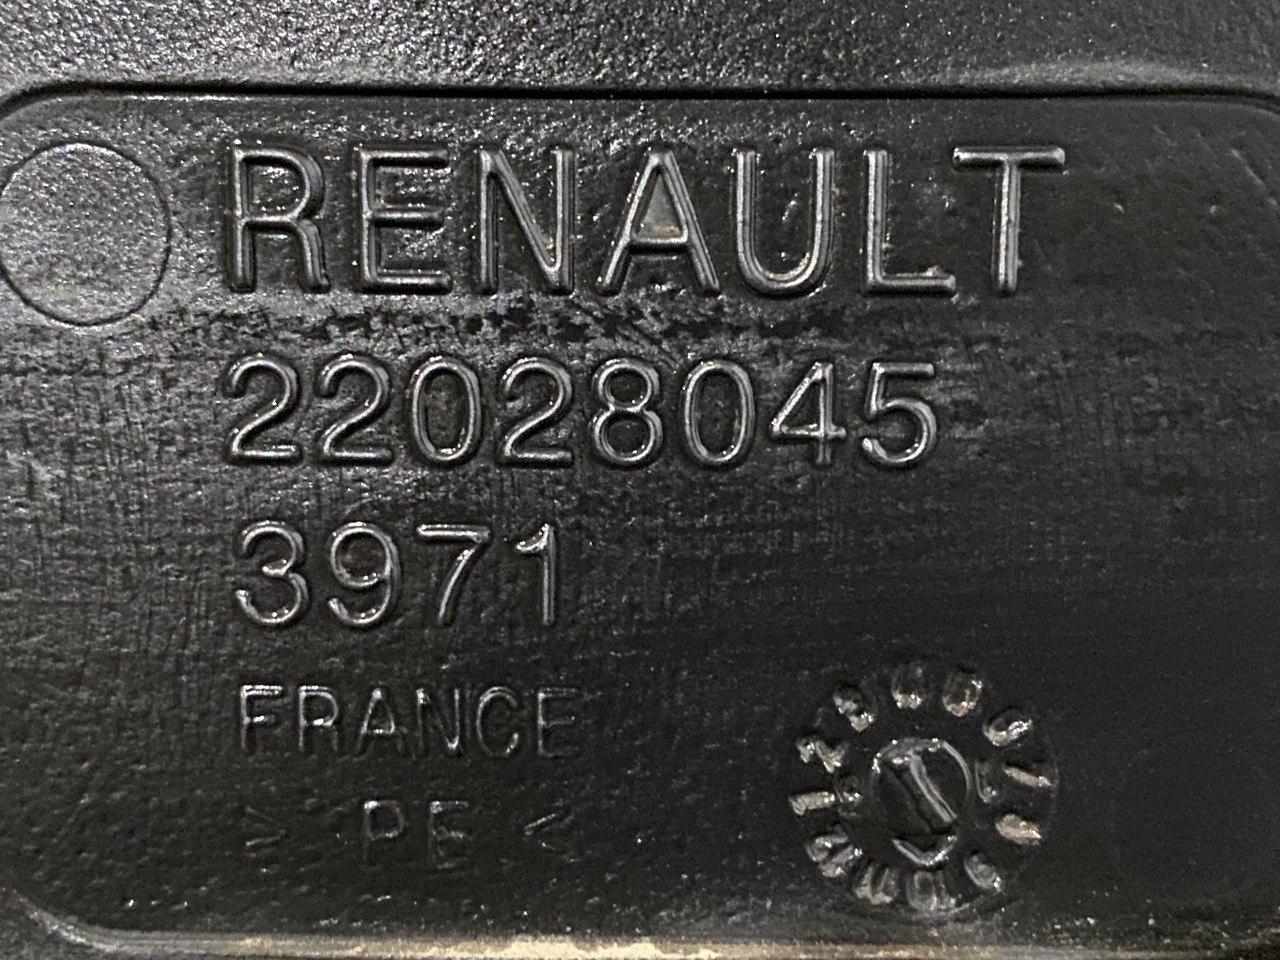 RENAULT
22028045
3971
FRANCE
> PE <